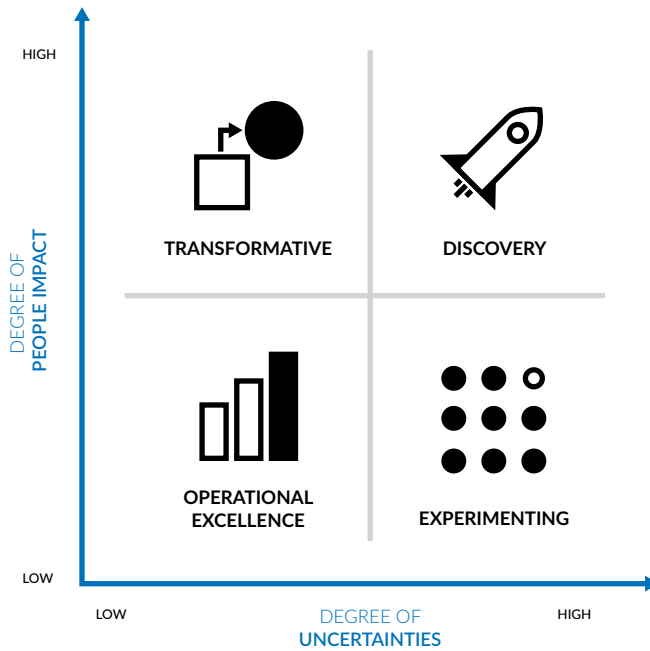 HIGH
TRANSFORMATIVE
DISCOVERY
DEGREE OF
PEOPLE IMPACT
OPERATIONAL
EXCELLENCE
EXPERIMENTING
LOW
LOW
DEGREE OF
UNCERTAINTIES
HIGH